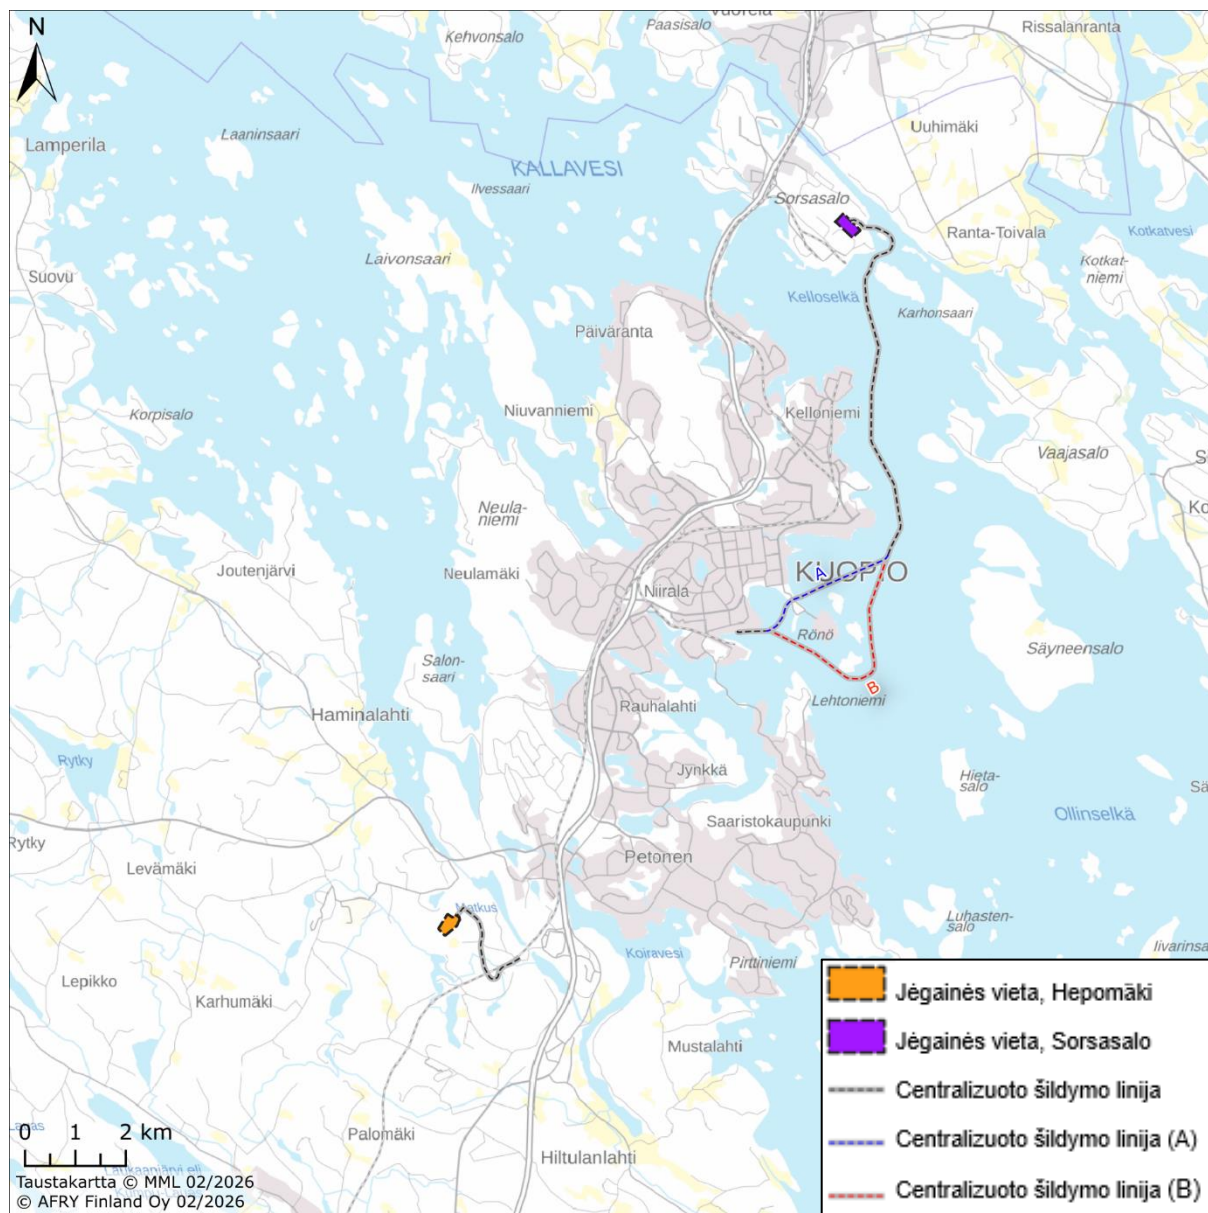 N
Vuorela
Paasisalo
Kehvonsalo
Rissalanranta
Laaninsaari
Lamperila
Uuhimäki
KALLAVESI
Ilvessaari
Sorsasalo
Ranta-Toivala
Kotkatvesi
Laivonsaari
Suovu
Kotkat-
niemi
Kelloselkä
Karhonsaari
Päiväranta
Korpisalo
Niuvanniemi
Kelloniemi
Vaajasalo
Neula-
niemi
Joutenjärvi
Neulamäki
KUOPIO
A
Niirala
Rönö
Säyneensalo
Salon-
saari
B
Lehtoniemi
Rauhalahti
Haminalahti
Rytky
Jynkkä
Hieta-
salo
Ollinselkä
Saaristokaupunki
Rytky
Petonen
Levämäki
Matkus
Luhasten-
salo
Koiravesi
Pirttiniemi
Lepikko
Karhumäki
Mustalahti
Palomäki
Hiltulanlahti
0 1 2 km
Taustakartta © MML 02/2026
© AFRY Finland Oy 02/2026
Jėgainės vieta, Hepomäki
Jėgainės vieta, Sorsasalo
Centralizuoto šildymo linija
Centralizuoto šildymo linija (A)
Centralizuoto šildymo linija (B)